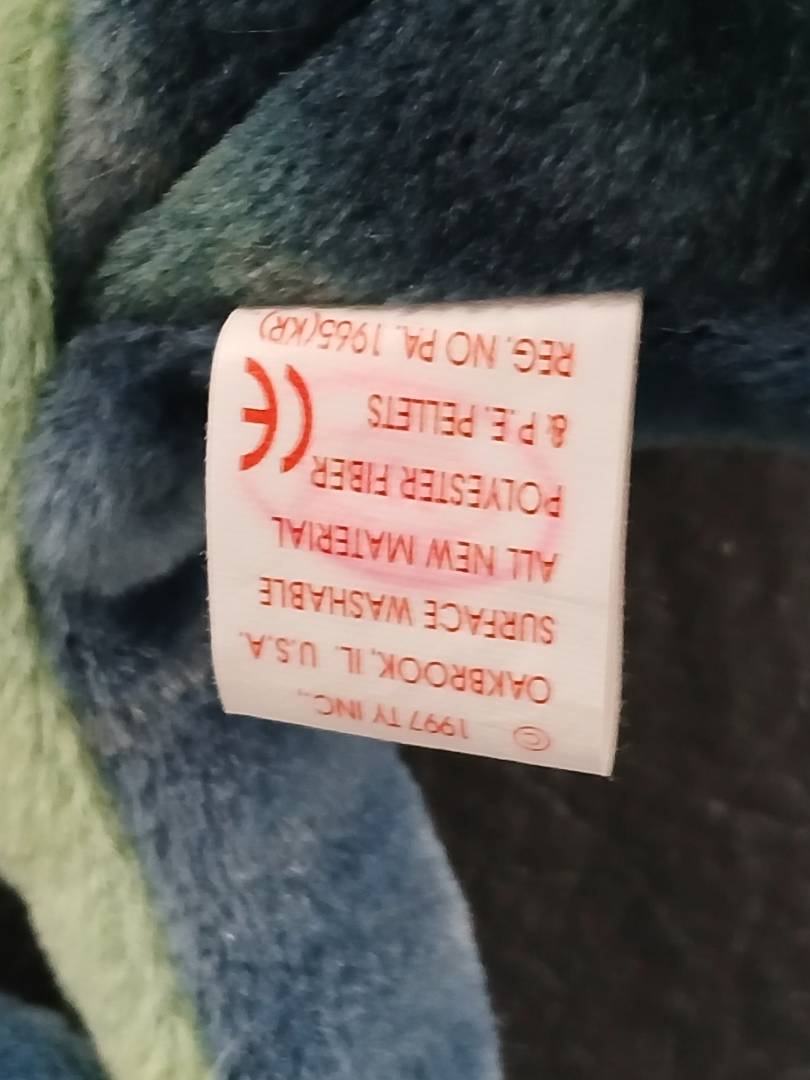 © 1997 TY INC.,
OAKBROOK, IL. U.S.A.
SURFACE WASHABLE
ALL NEW MATERIAL
POLYESTER FIBER
& P.E. PELLETS CE
REG. NO PA. 1965(KR)